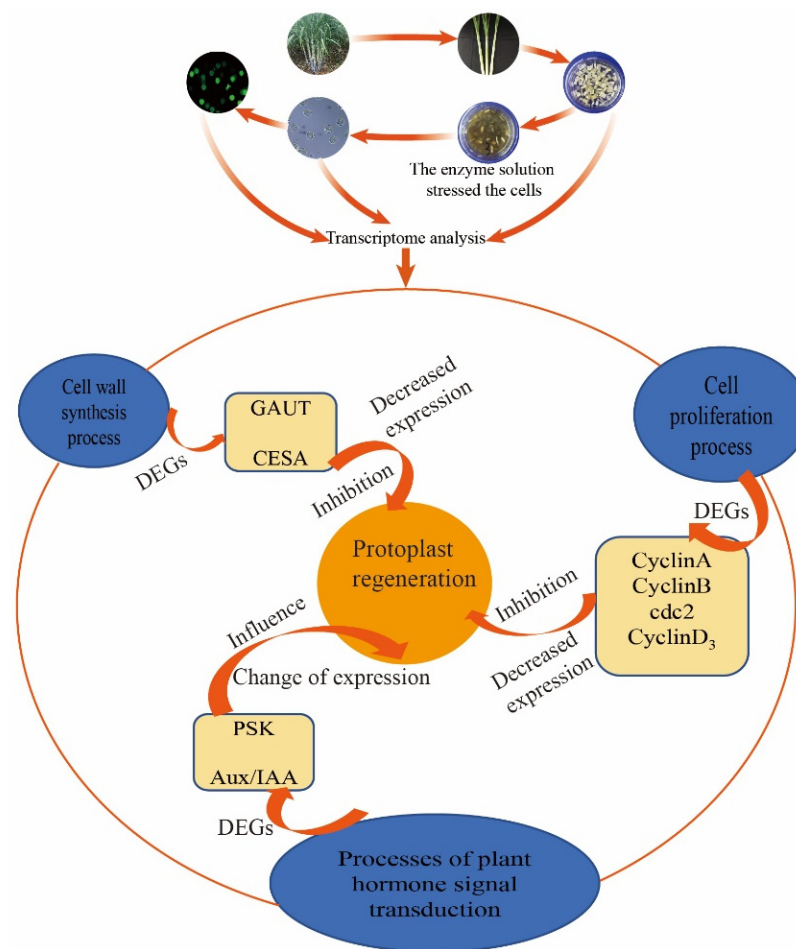 The enzyme solution
stressed the cells
Transcriptome analysis
Cell wall
synthesis
process
DEGs
GAUT
CESA
Decreased
expression
Inhibition
Cell
proliferation
process
DEGs
CyclinA
CyclinB
cdc2
CyclinD₃
Inhibition
Decreased
expression
Protoplast
regeneration
Influence
Change of expression
PSK
Aux/IAA
DEGs
Processes of plant
hormone signal
transduction